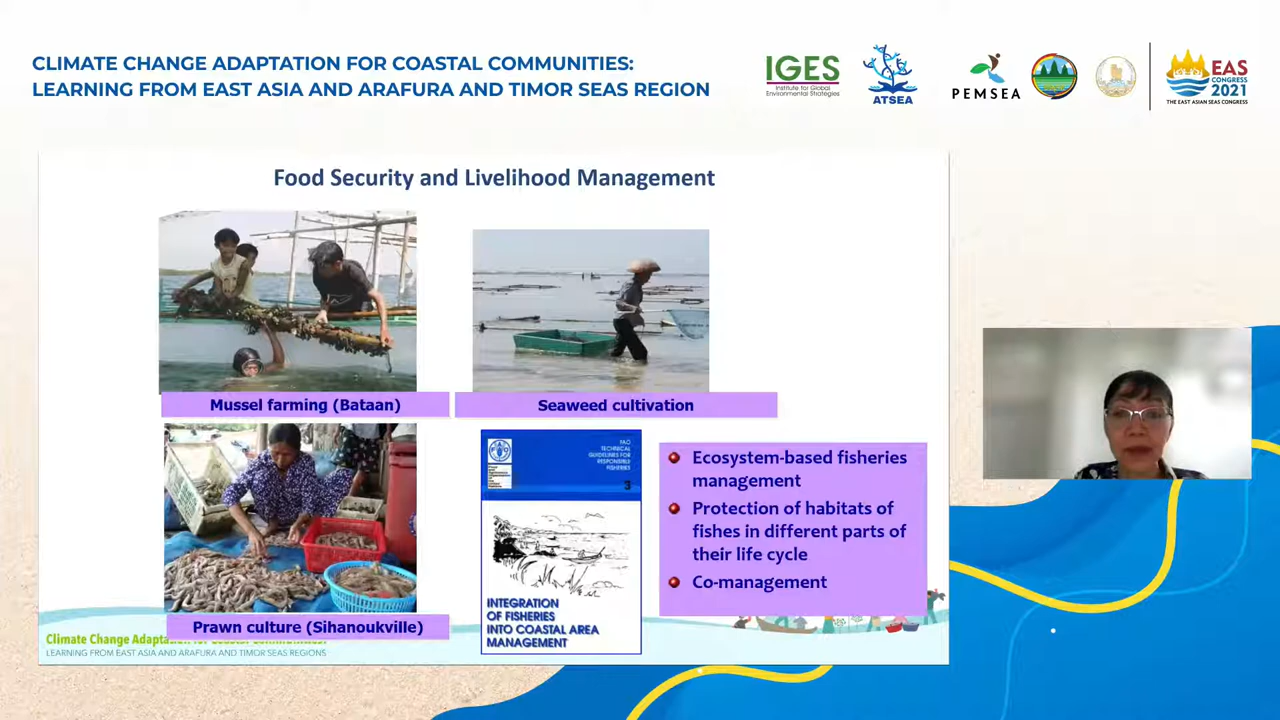 CLIMATE CHANGE ADAPTATION FOR COASTAL COMMUNITIES:
LEARNING FROM EAST ASIA AND ARAFURA AND TIMOR SEAS REGION
IGES
Institute for Global
Environmental Strategies
ATSEA
PEMSEA
EAS
CONGRESS
2021
THE EAST ASIAN SEAS CONGRESS
Food Security and Livelihood Management
Mussel farming (Bataan)
Seaweed cultivation
FAO
TECHNICAL
GUIDELINES FOR
RESPONSIBLE
FISHERIES
3
INTEGRATION
OF FISHERIES
INTO COASTAL AREA
MANAGEMENT
Ecosystem-based fisheries
management
Protection of habitats of
fishes in different parts of
their life cycle
Co-management
Prawn culture (Sihanoukville)
Climate Change Adaptation for Coastal Communities:
LEARNING FROM EAST ASIA AND ARAFURA AND TIMOR SEAS REGIONS